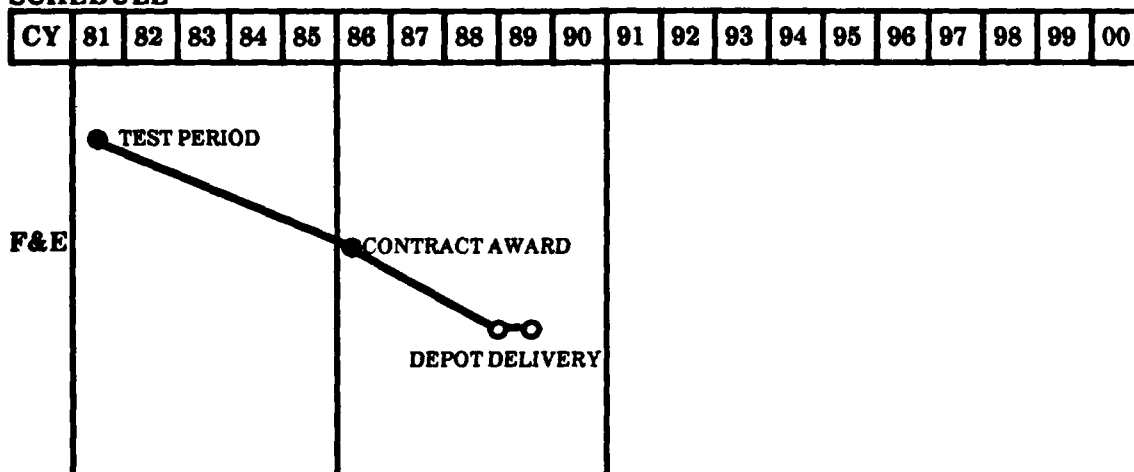 SCHEDULE
CY 81 82 83 84 85 86 87 88 89 90 91 92 93 94 95 96 97 98 99 00
TEST PERIOD
F&E
CONTRACT AWARD
DEPOT DELIVERY